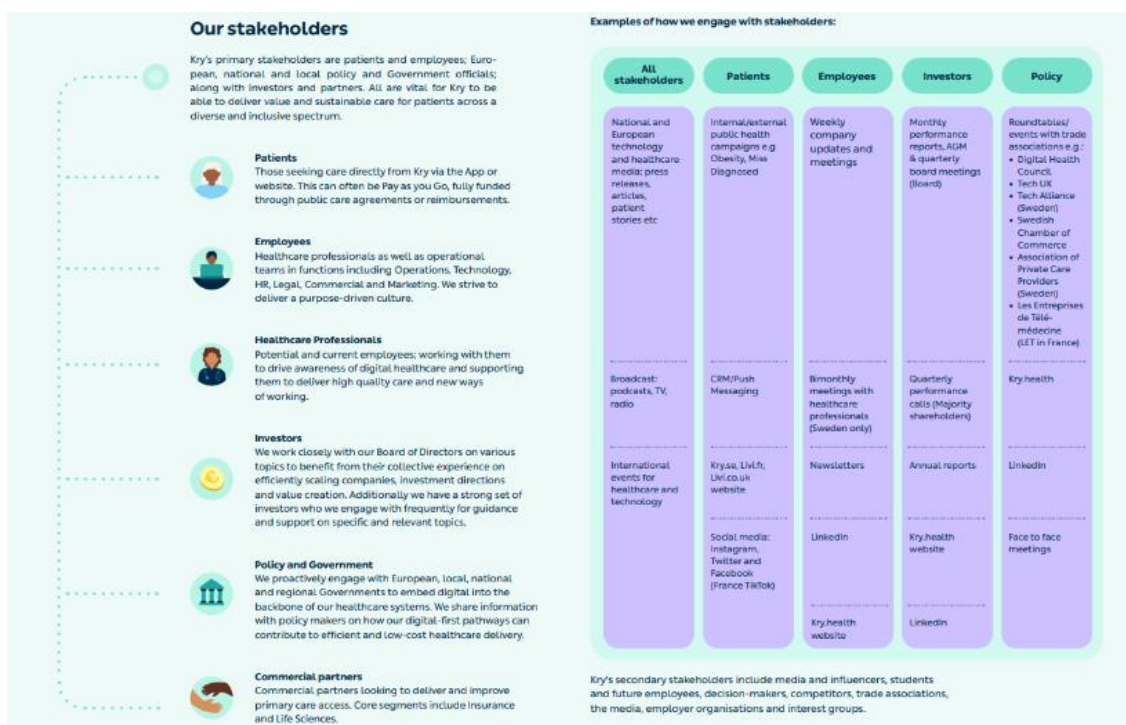 Our stakeholders
Kry's primary stakeholders are patients and employees; Euro-
pean, national and local policy and Government officials;
along with investors and partners. All are vital for Kry to be
able to deliver value and sustainable care for patients across a
diverse and inclusive spectrum.
Patients
Those seeking care directly from Kry via the App or
website. This can often be Pay as you Go, fully funded
through public care agreements or reimbursements.
Employees
Healthcare professionals as well as operational
teams in functions including Operations, Technology,
HR, Legal, Commercial and Marketing. We strive to
deliver a purpose-driven culture.
Healthcare Professionals
Potential and current employees; working with them
to drive awareness of digital healthcare and supporting
them to deliver high quality care and new ways
of working.
Investors
We work closely with our Board of Directors on various
topics to benefit from their collective experience on
efficiently scaling companies, investment directions
and value creation. Additionally we have a strong set of
investors who we engage with frequently for guidance
and support on specific and relevant topics.
Policy and Government
We proactively engage with European, local, national
and regional Governments to embed digital into the
backbone of our healthcare systems. We share information
with policy makers on how our digital-first pathways can
contribute to efficient and low-cost healthcare delivery.
Commercial partners
Commercial partners looking to deliver and improve
primary care access. Core segments include Insurance
and Life Sciences.
Examples of how we engage with stakeholders:
All
stakeholders
National and
European
technology
and healthcare
media: press
releases,
articles,
patient
stories etc
Broadcast:
podcasts, TV,
radio
International
events for
healthcare and
technology
Patients
Internal/external
public health
campaigns e.g
Obesity, Miss
Diagnosed
CRM/Push
Messaging
Kry.se, Livi.fr,
Livi.co.uk
website
Social media:
Instagram,
Twitter and
Facebook
(France TikTok)
Employees
Weekly
company
updates and
meetings
Bimonthly
meetings with
healthcare
professionals
(Sweden only)
Newsletters
LinkedIn
Kry.health
website
Investors
Monthly
performance
reports, AGM
& quarterly
board meetings
(Board)
Quarterly
performance
calls (Majority
shareholders)
Annual reports
Kry.health
website
LinkedIn
Policy
Roundtables/
events with trade
associations e.g.:
• Digital Health
Council
• Tech UK
• Tech Alliance
(Sweden)
• Swedish
Chamber of
Commerce
• Association of
Private Care
Providers
(Sweden)
• Les Entreprises
de Télé-
médecine
(LET in France)
Kry.health
LinkedIn
Face to face
meetings
Kry's secondary stakeholders include media and influencers, students
and future employees, decision-makers, competitors, trade associations,
the media, employer organisations and interest groups.